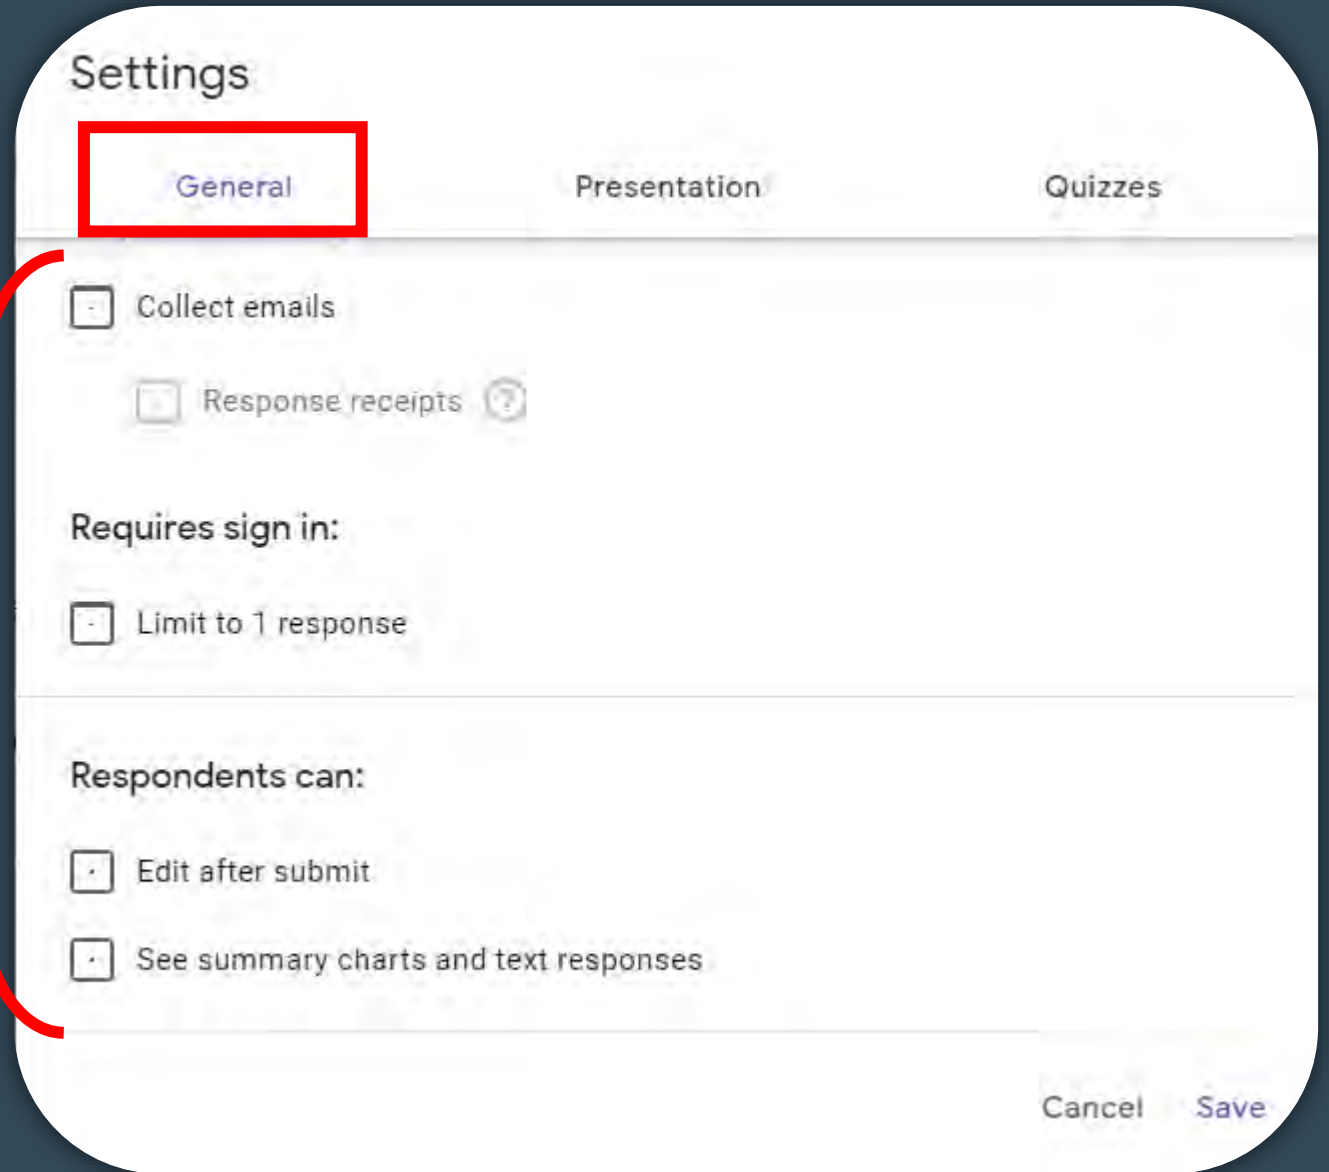 Settings
General Presentation Quizzes
Collect emails
Response receipts ?
Requires sign in:
Limit to 1 response
Respondents can:
Edit after submit
See summary charts and text responses
Cancel Save